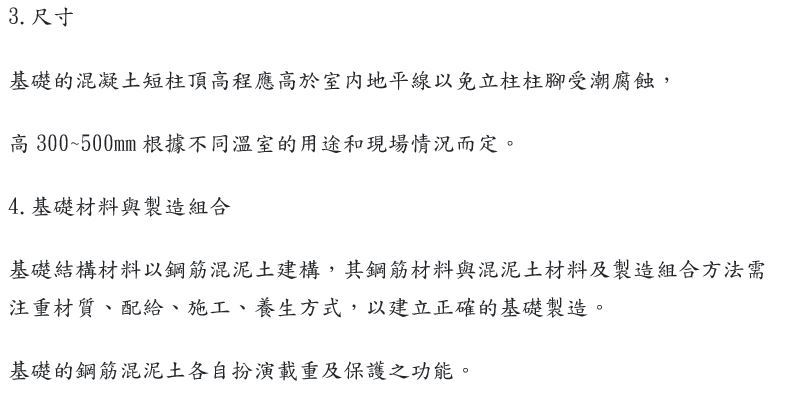 3.尺寸
基礎的混凝土短柱頂高程應高於室內地平線以免立柱柱腳受潮腐蝕，
高 300~500mm 根據不同溫室的用途和現場情況而定。
4.基礎材料與製造組合
基礎結構材料以鋼筋混泥土建構，其鋼筋材料與混泥土材料及製造組合方法需
注重材質、配給、施工、養生方式，以建立正確的基礎製造。
基礎的鋼筋混泥土各自扮演載重及保護之功能。